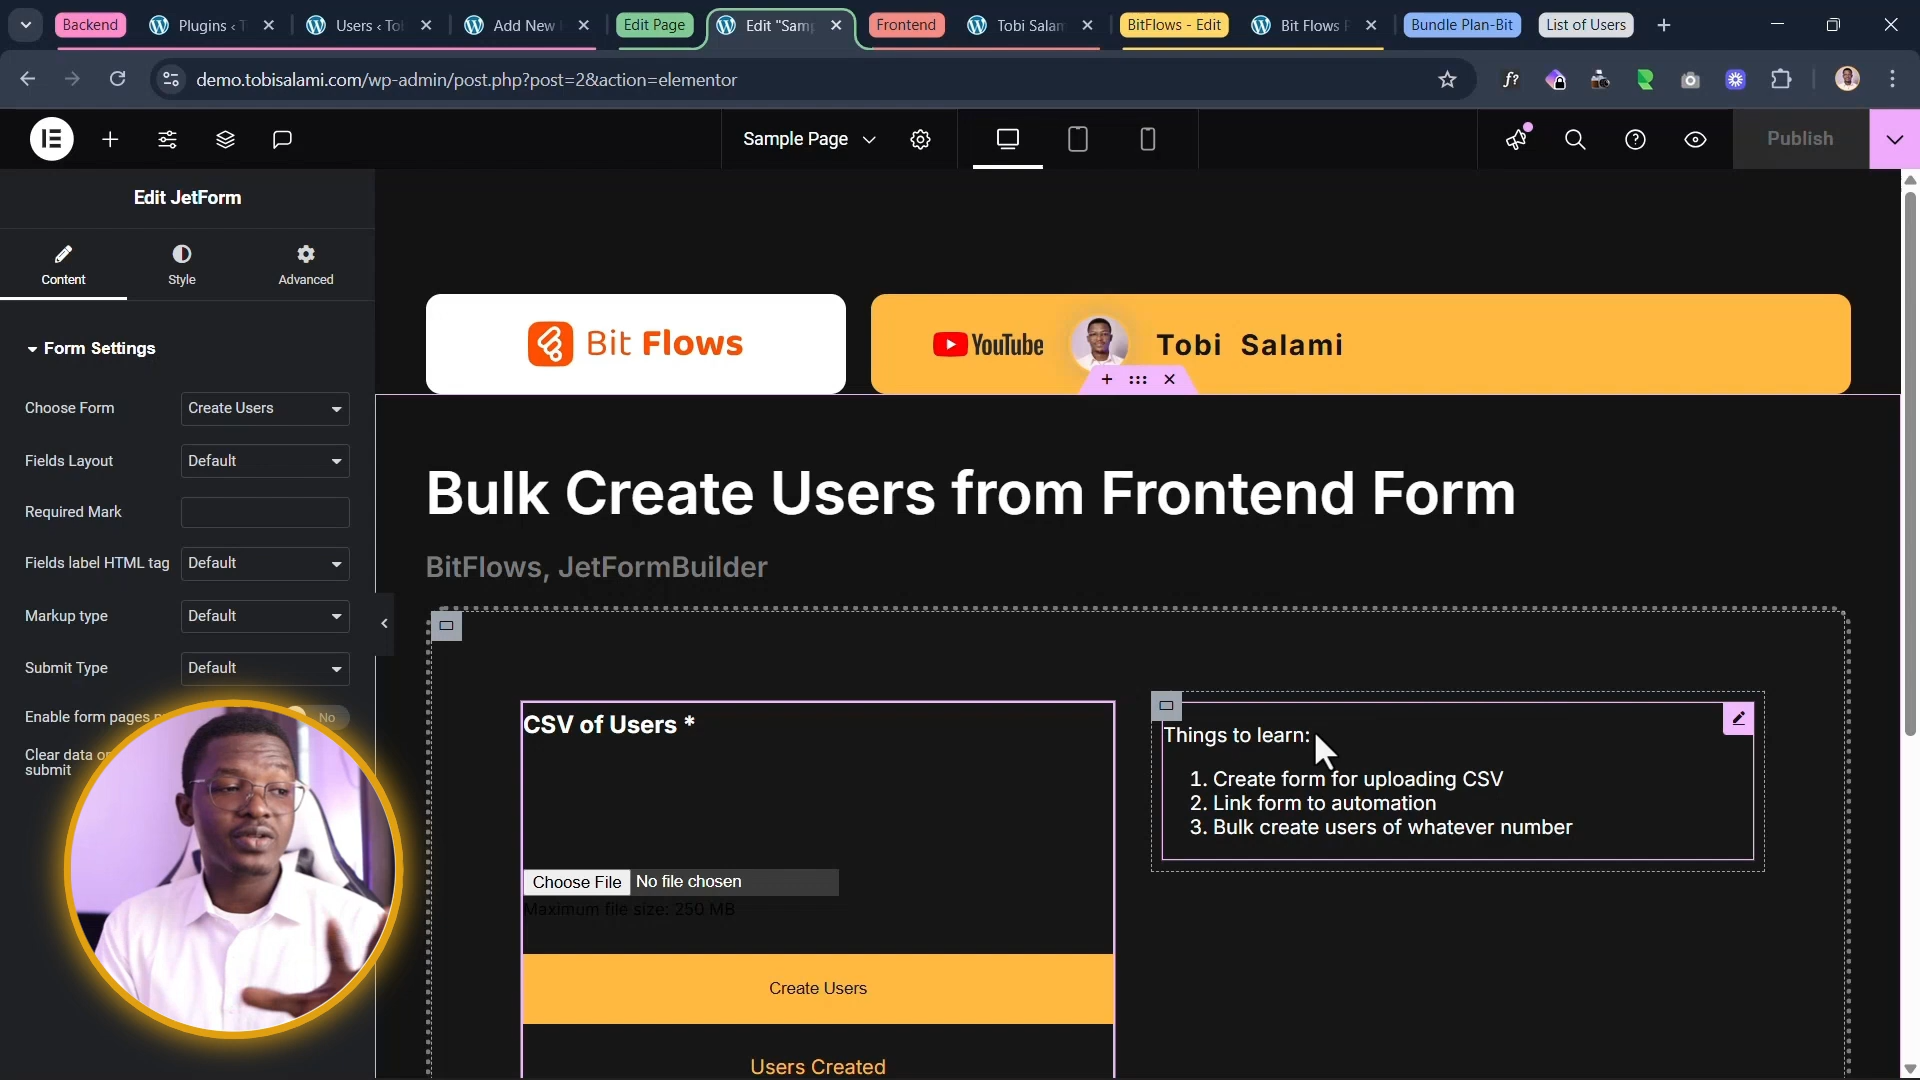 Backend
Plugins ‹ T
Users ‹ To
Add New
Edit Page
Edit "Sam
Frontend
Tobi Salam
BitFlows - Edit
Bit Flows
Bundle Plan-Bit
List of Users
demo.tobisalami.com/wp-admin/post.php?post=2&action=elementor
Sample Page
Publish
Edit JetForm
Content
Style
Advanced
Form Settings
Choose Form
Create Users
Fields Layout
Default
Required Mark
Fields label HTML tag
Default
Markup type
Default
Submit Type
Default
Enable form pages
No
Clear data
submit
Bit Flows
YouTube
Tobi Salami
Bulk Create Users from Frontend Form
BitFlows, JetFormBuilder
CSV of Users *
Choose File
No file chosen
Maximum file size: 250 MB
Create Users
Users Created
Things to learn:
1. Create form for uploading CSV
2. Link form to automation
3. Bulk create users of whatever number